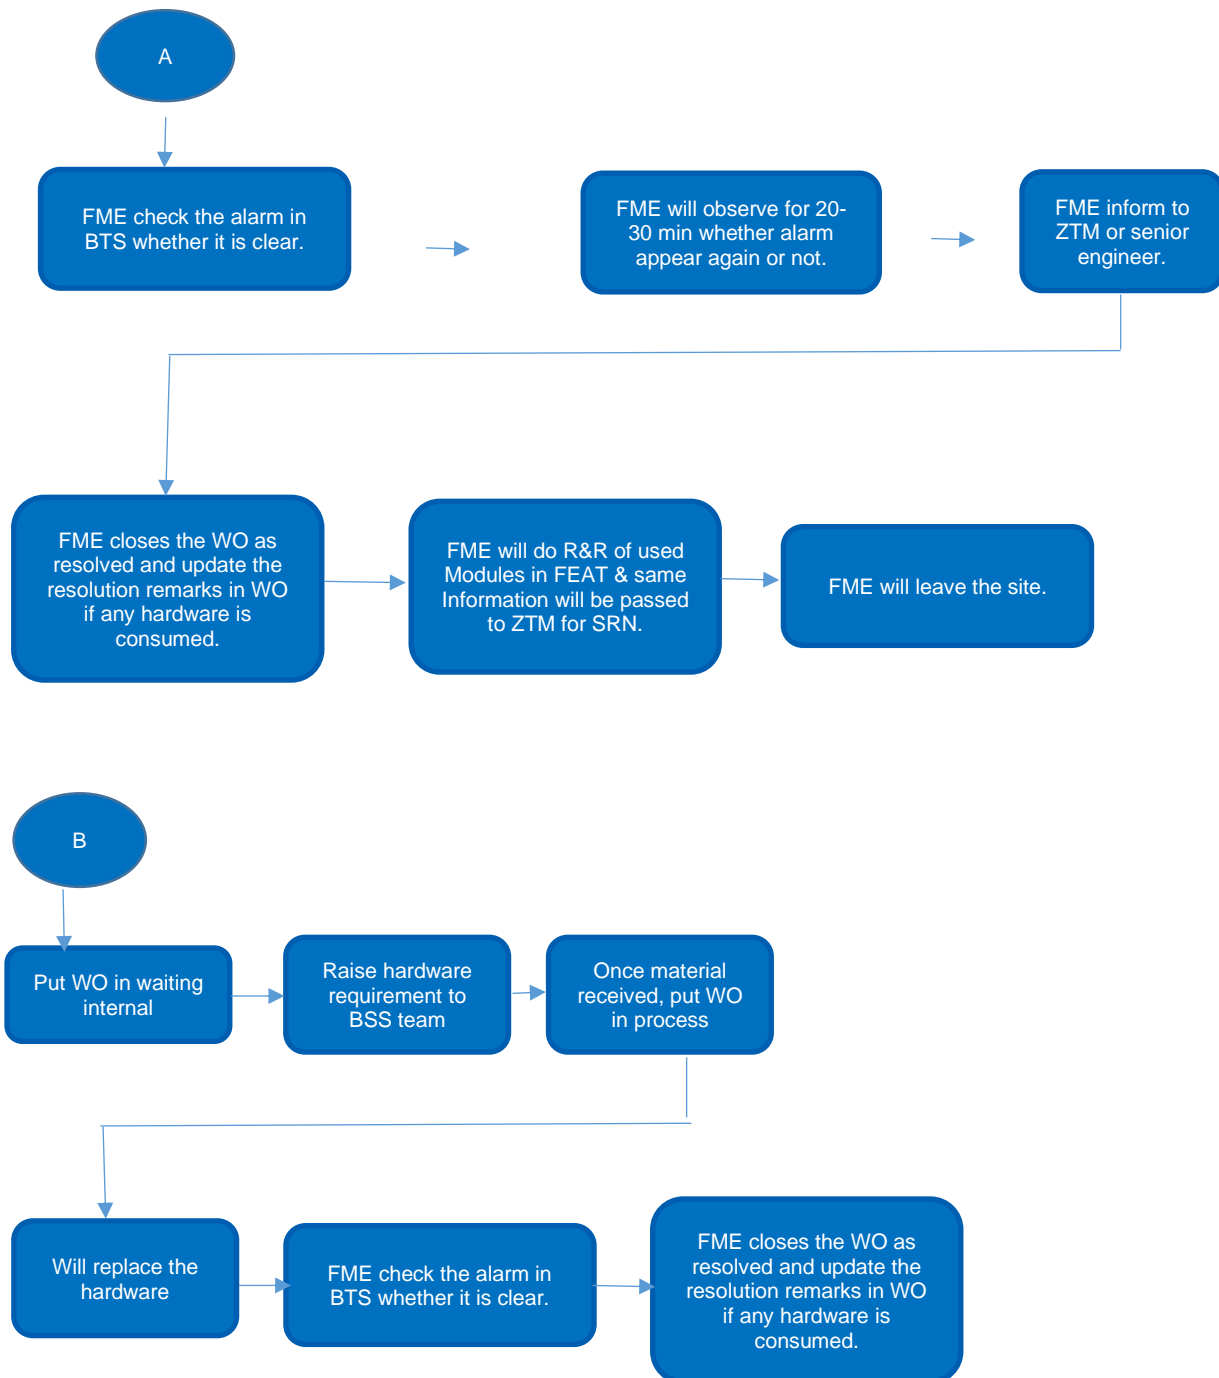 A
FME check the alarm in
BTS whether it is clear.
FME will observe for 20-
30 min whether alarm
appear again or not.
FME inform to
ZTM or senior
engineer.
FME closes the WO as
resolved and update the
resolution remarks in WO
if any hardware is
consumed.
FME will do R&R of used
Modules in FEAT & same
Information will be passed
to ZTM for SRN.
FME will leave the site.
B
Put WO in waiting
internal
Raise hardware
requirement to
BSS team
Once material
received, put WO
in process
Will replace the
hardware
FME check the alarm in
BTS whether it is clear.
FME closes the WO as
resolved and update the
resolution remarks in WO
if any hardware is
consumed.